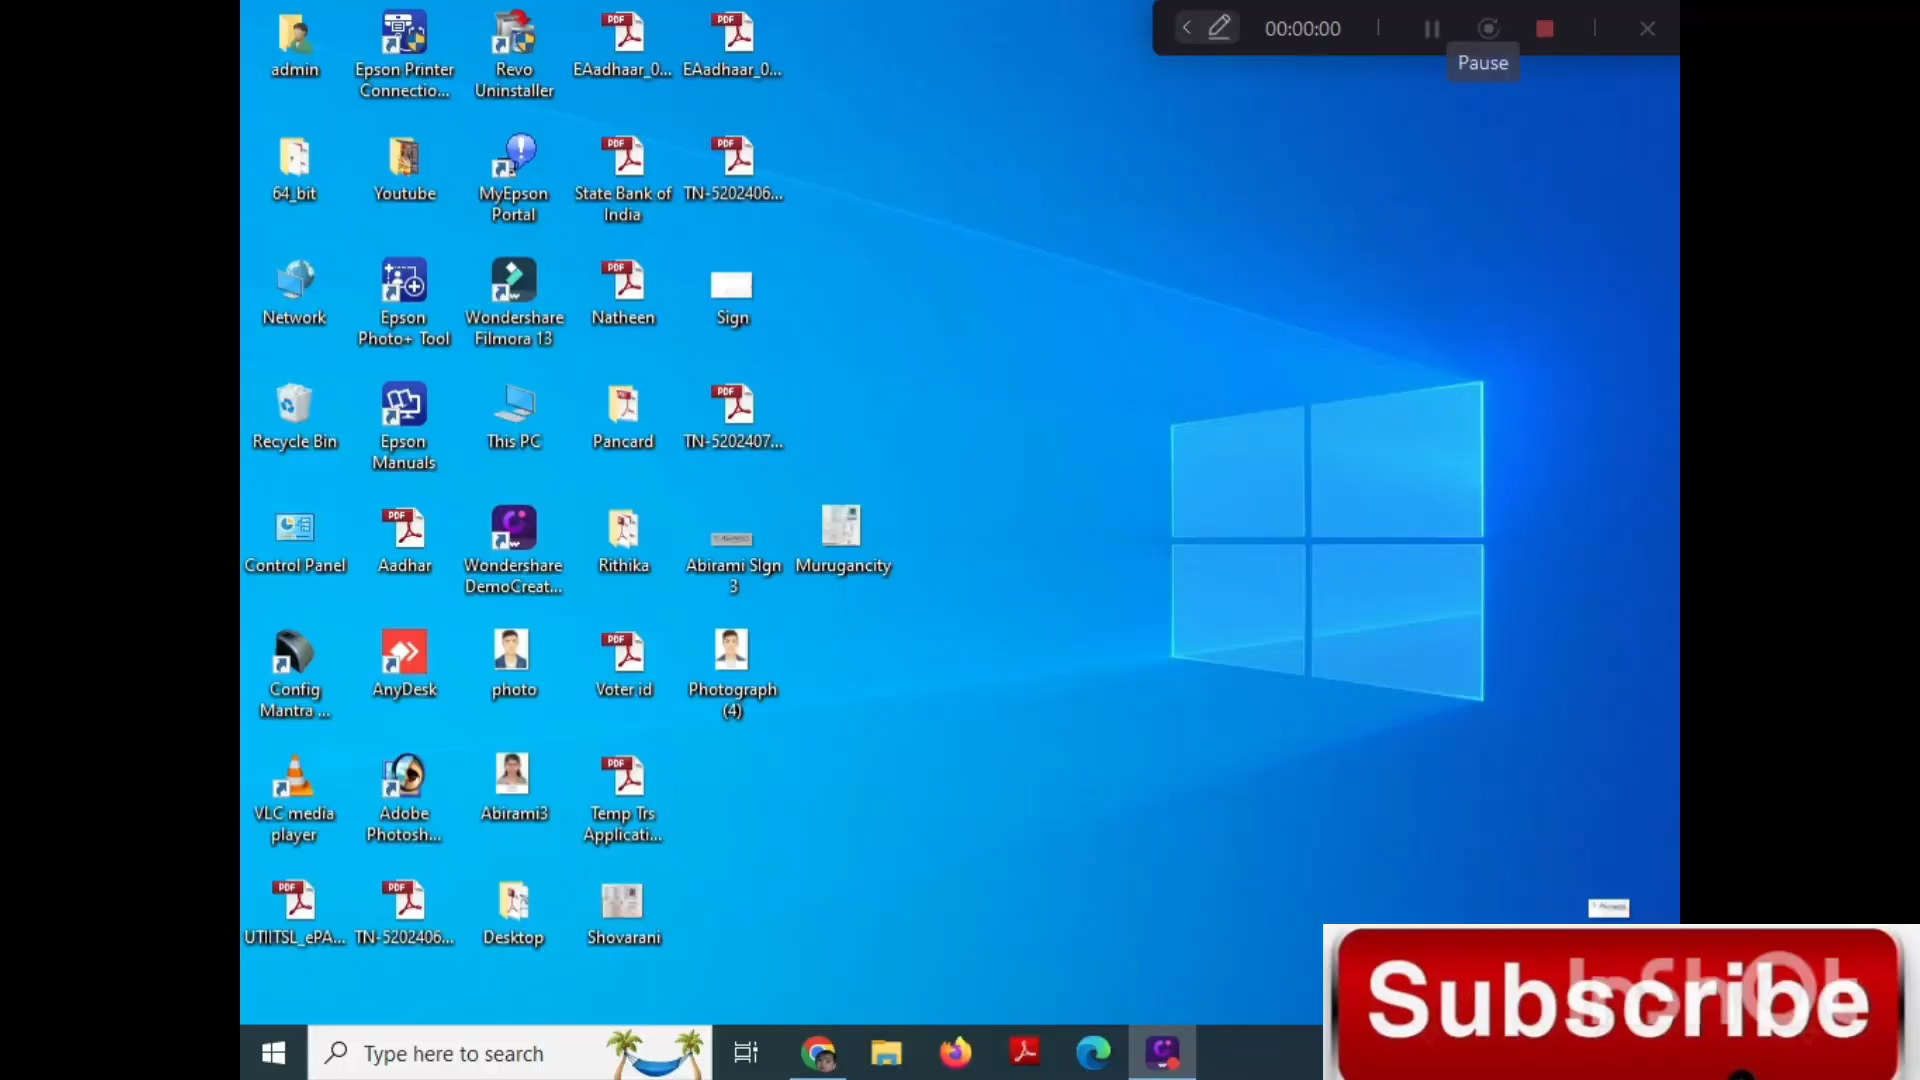 00:00:00
Pause
admin
Epson Printer
Connectio...
Revo
Uninstaller
EAadhaar_0...
EAadhaar_0...
64_bit
Youtube
MyEpson
Portal
State Bank of
India
TN-5202406...
Network
Epson
Photo+ Tool
Wondershare
Filmora 13
Natheen
Sign
Recycle Bin
Epson
Manuals
This PC
Pancard
TN-5202407...
Control Panel
Aadhar
Wondershare
DemoCreat...
Rithika
Abirami SIgn
3
Murugancity
Config
Mantra ...
AnyDesk
photo
Voter id
Photograph
(4)
VLC media
player
Adobe
Photosh...
Abirami3
Temp Trs
Applicati...
UTIITSL_ePA...
TN-5202406...
Desktop
Shovarani
Type here to search
Subscribe
InShOt